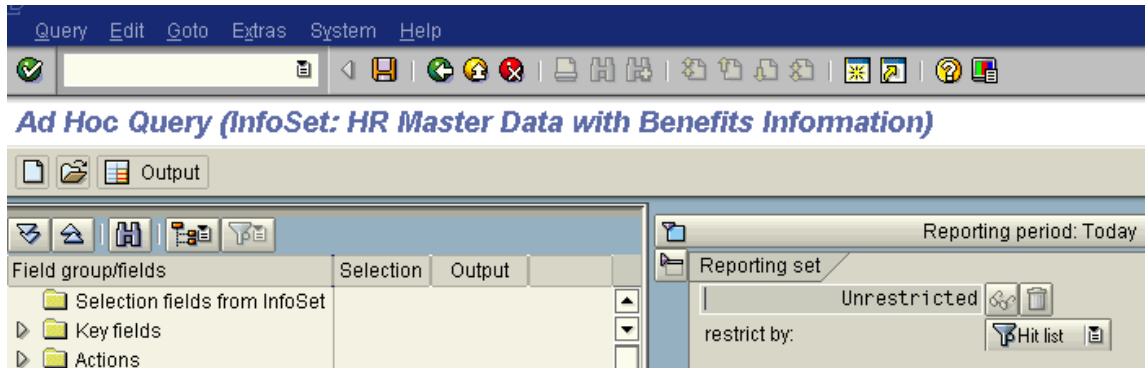 Query Edit Goto Extras System Help
Ad Hoc Query (InfoSet: HR Master Data with Benefits Information)
Output
Reporting period: Today
Field group/fields Selection Output
Reporting set
Selection fields from InfoSet
Unrestricted
Key fields
restrict by: Hit list
Actions